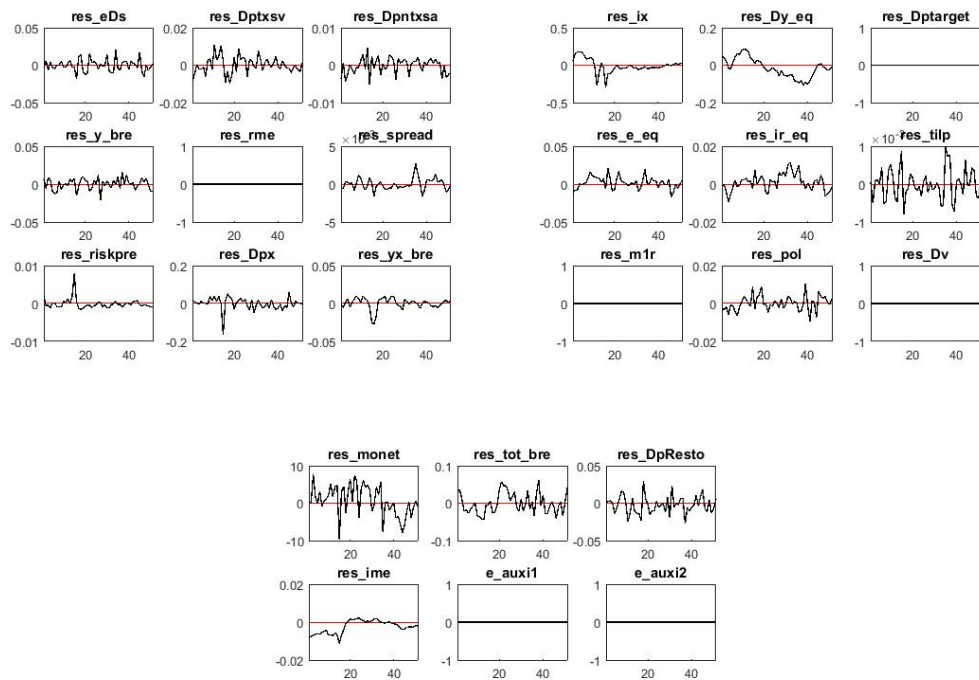 res_eDs res_Dptxsv res_Dpntxsa
0.05 0.02 0.01
0 0 0
-0.05 -0.02 -0.01
20 40 20 40 20 40
res_y_bre res_rme res_spread
0.05 1 5
0 0 0
-0.05 -1 -5
20 40 20 40 20 40
res_riskpre res_Dpx res_yx_bre
0.01 0.2 0.05
0 0 0
-0.01 -0.2 -0.05
20 40 20 40 20 40
res_ix res_Dy_eq res_Dptarget
0.5 0.2 1
0 0 0
-0.5 -0.2 -1
20 40 20 40 20 40
res_e_eq res_ir_eq res_tilp
0.05 0.02 1
0 0 0
-0.05 -0.02 -1
20 40 20 40 20 40
res_m1r res_pol res_Dv
1 0.02 1
0 0 0
-1 -0.02 -1
20 40 20 40 20 40
res_monet res_tot_bre res_DpResto
10 0.1 0.05
0 0 0
-10 -0.1 -0.05
20 40 20 40 20 40
res_ime e_auxi1 e_auxi2
0.02 1 1
0 0 0
-0.02 -1 -1
20 40 20 40 20 40